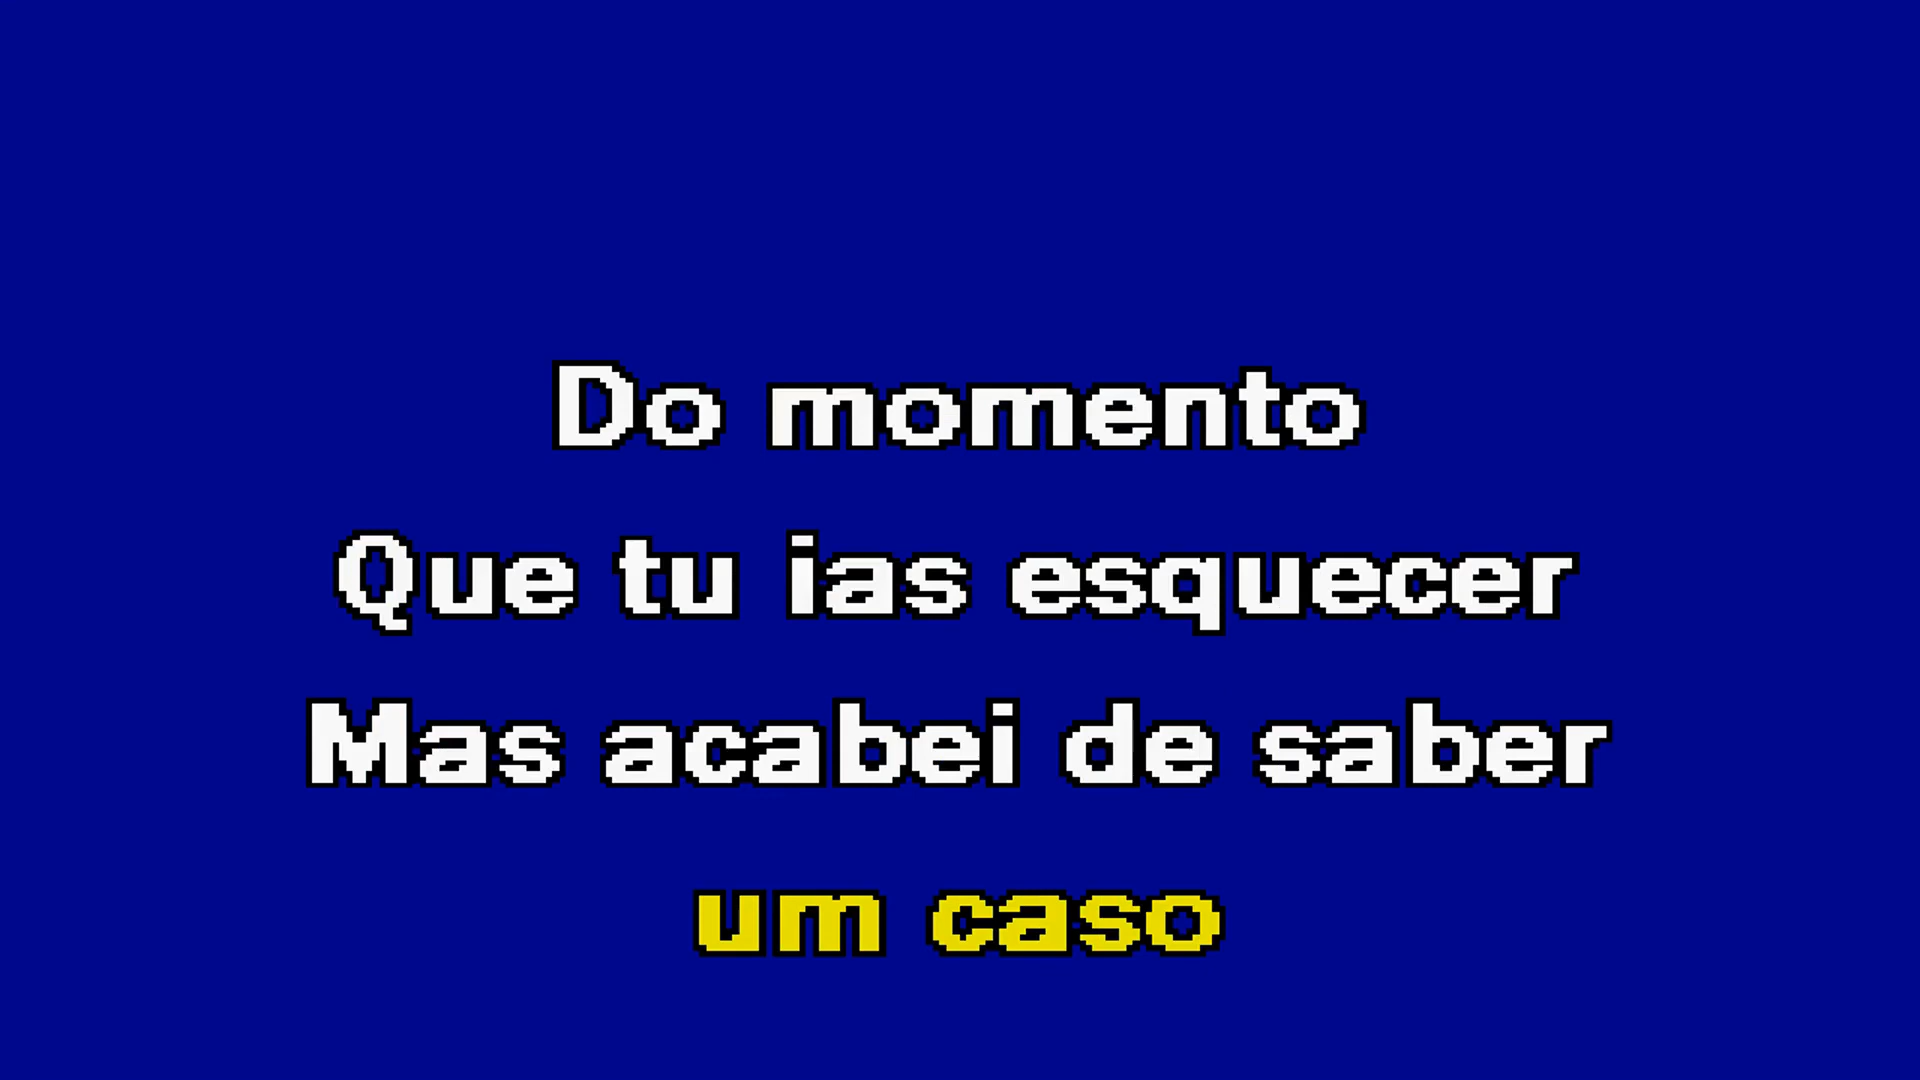 Do momento
Que tu ias esquecer
Mas acabei de saber
um caso